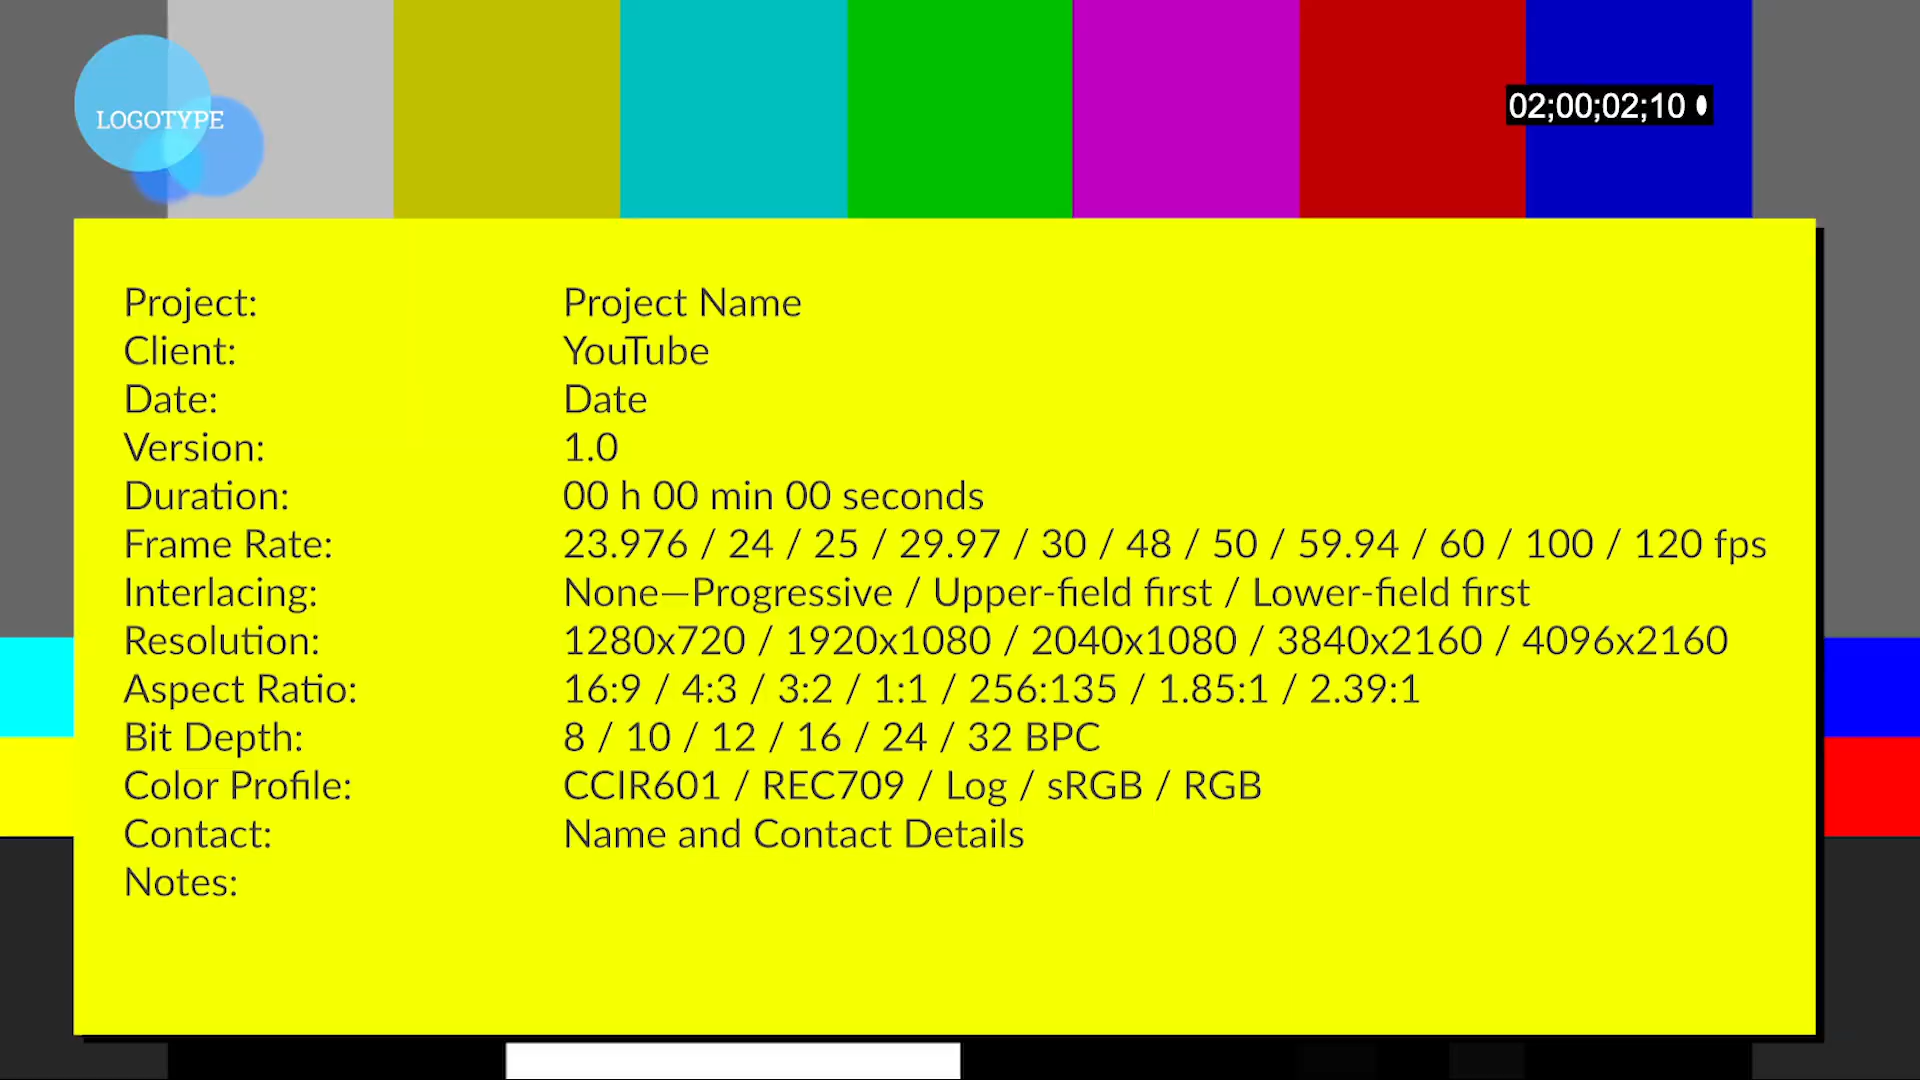 LOGOTYPE
02;00;02;10
Project: Project Name
Client: YouTube
Date: Date
Version: 1.0
Duration: 00 h 00 min 00 seconds
Frame Rate: 23.976 / 24 / 25 / 29.97 / 30 / 48 / 50 / 59.94 / 60 / 100 / 120 fps
Interlacing: None—Progressive / Upper-field first / Lower-field first
Resolution: 1280x720 / 1920x1080 / 2040x1080 / 3840x2160 / 4096x2160
Aspect Ratio: 16:9 / 4:3 / 3:2 / 1:1 / 256:135 / 1.85:1 / 2.39:1
Bit Depth: 8 / 10 / 12 / 16 / 24 / 32 BPC
Color Profile: CCIR601 / REC709 / Log / sRGB / RGB
Contact: Name and Contact Details
Notes: